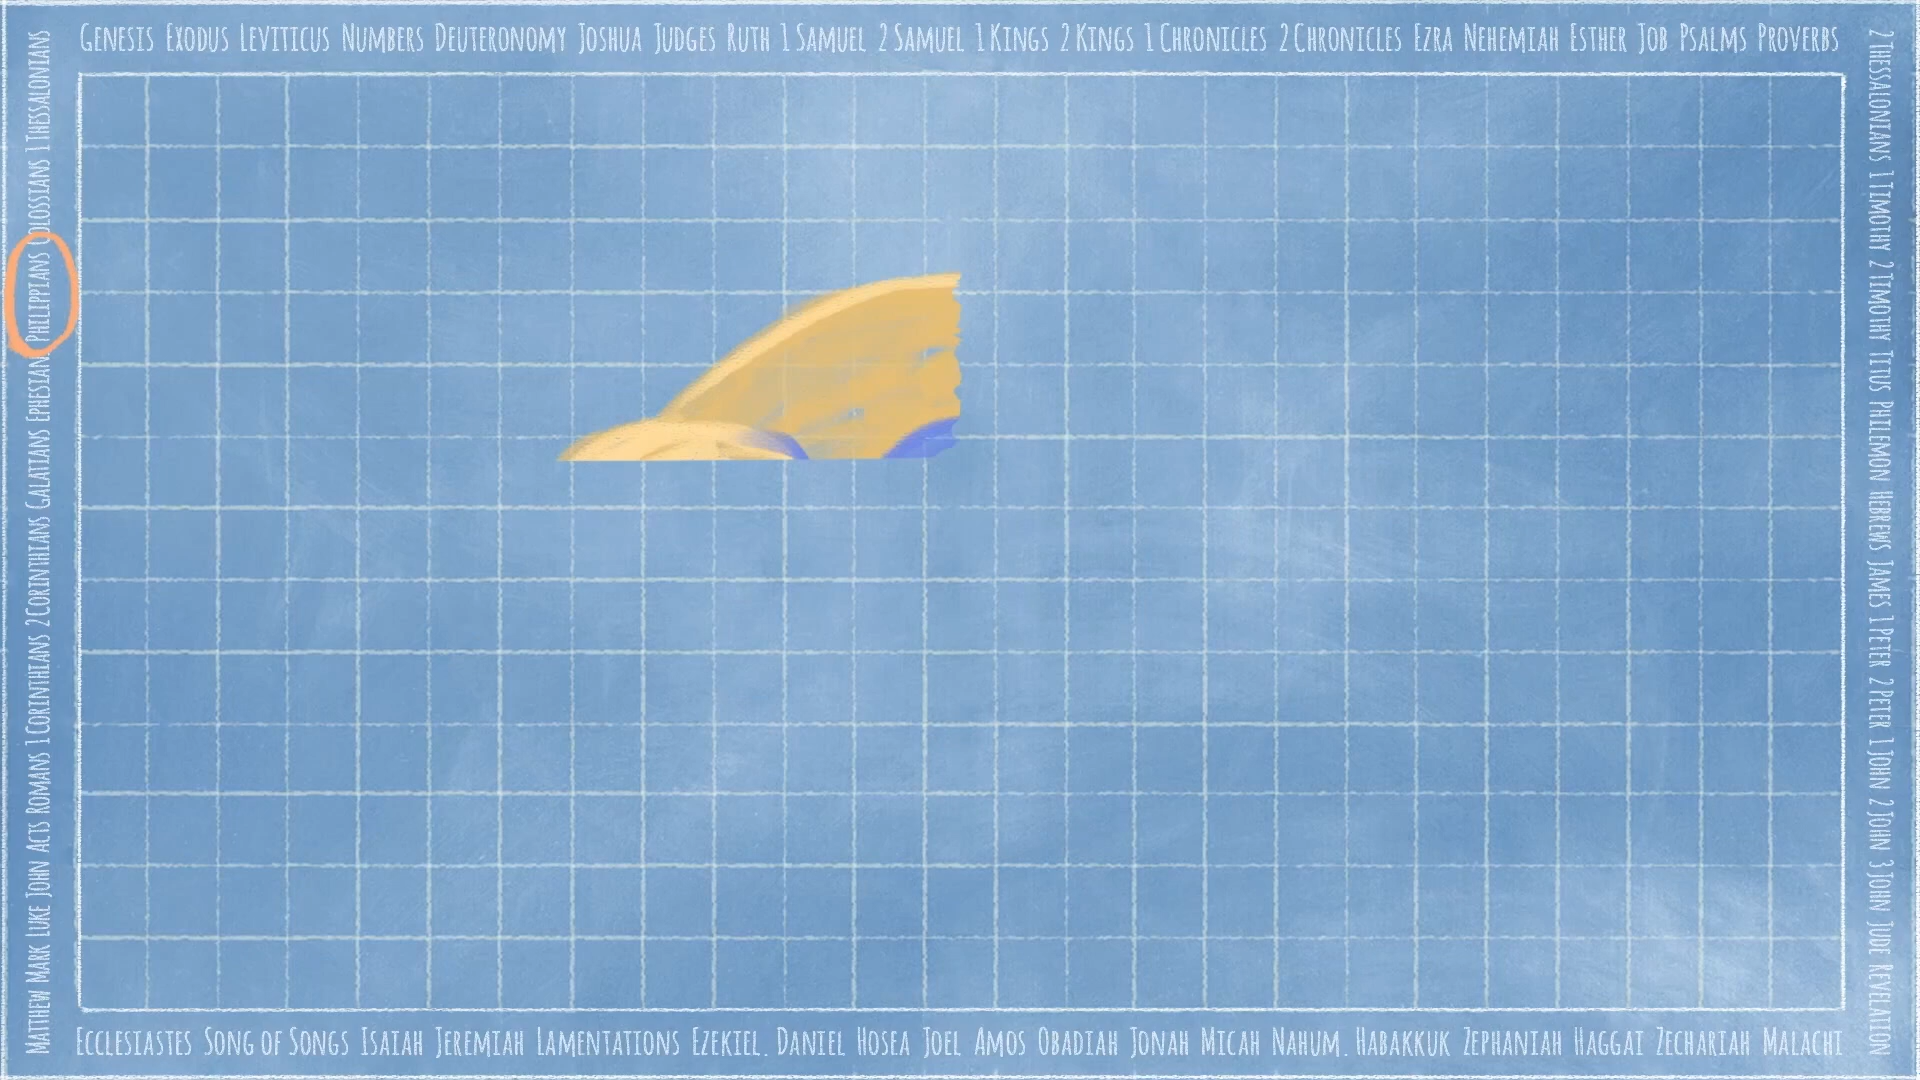 Genesis Exodus Leviticus Numbers Deuteronomy Joshua Judges Ruth 1 Samuel 2 Samuel 1 Kings 2 Kings 1 Chronicles 2 Chronicles Ezra Nehemiah Esther Job Psalms Proverbs
Ecclesiastes Song of Songs Isaiah Jeremiah Lamentations Ezekiel. Daniel Hosea Joel Amos Obadiah Jonah Micah Nahum. Habakkuk Zephaniah Haggai Zechariah Malachi
Matthew Mark Luke John Acts Romans 1 Corinthians 2 Corinthians Galatians Ephesians Philippians Colossians 1 Thessalonians
2 Thessalonians 1 Timothy 2 Timothy Titus Philemon Hebrews James 1 Peter 2 Peter 1 John 2 John 3 John Jude Revelation